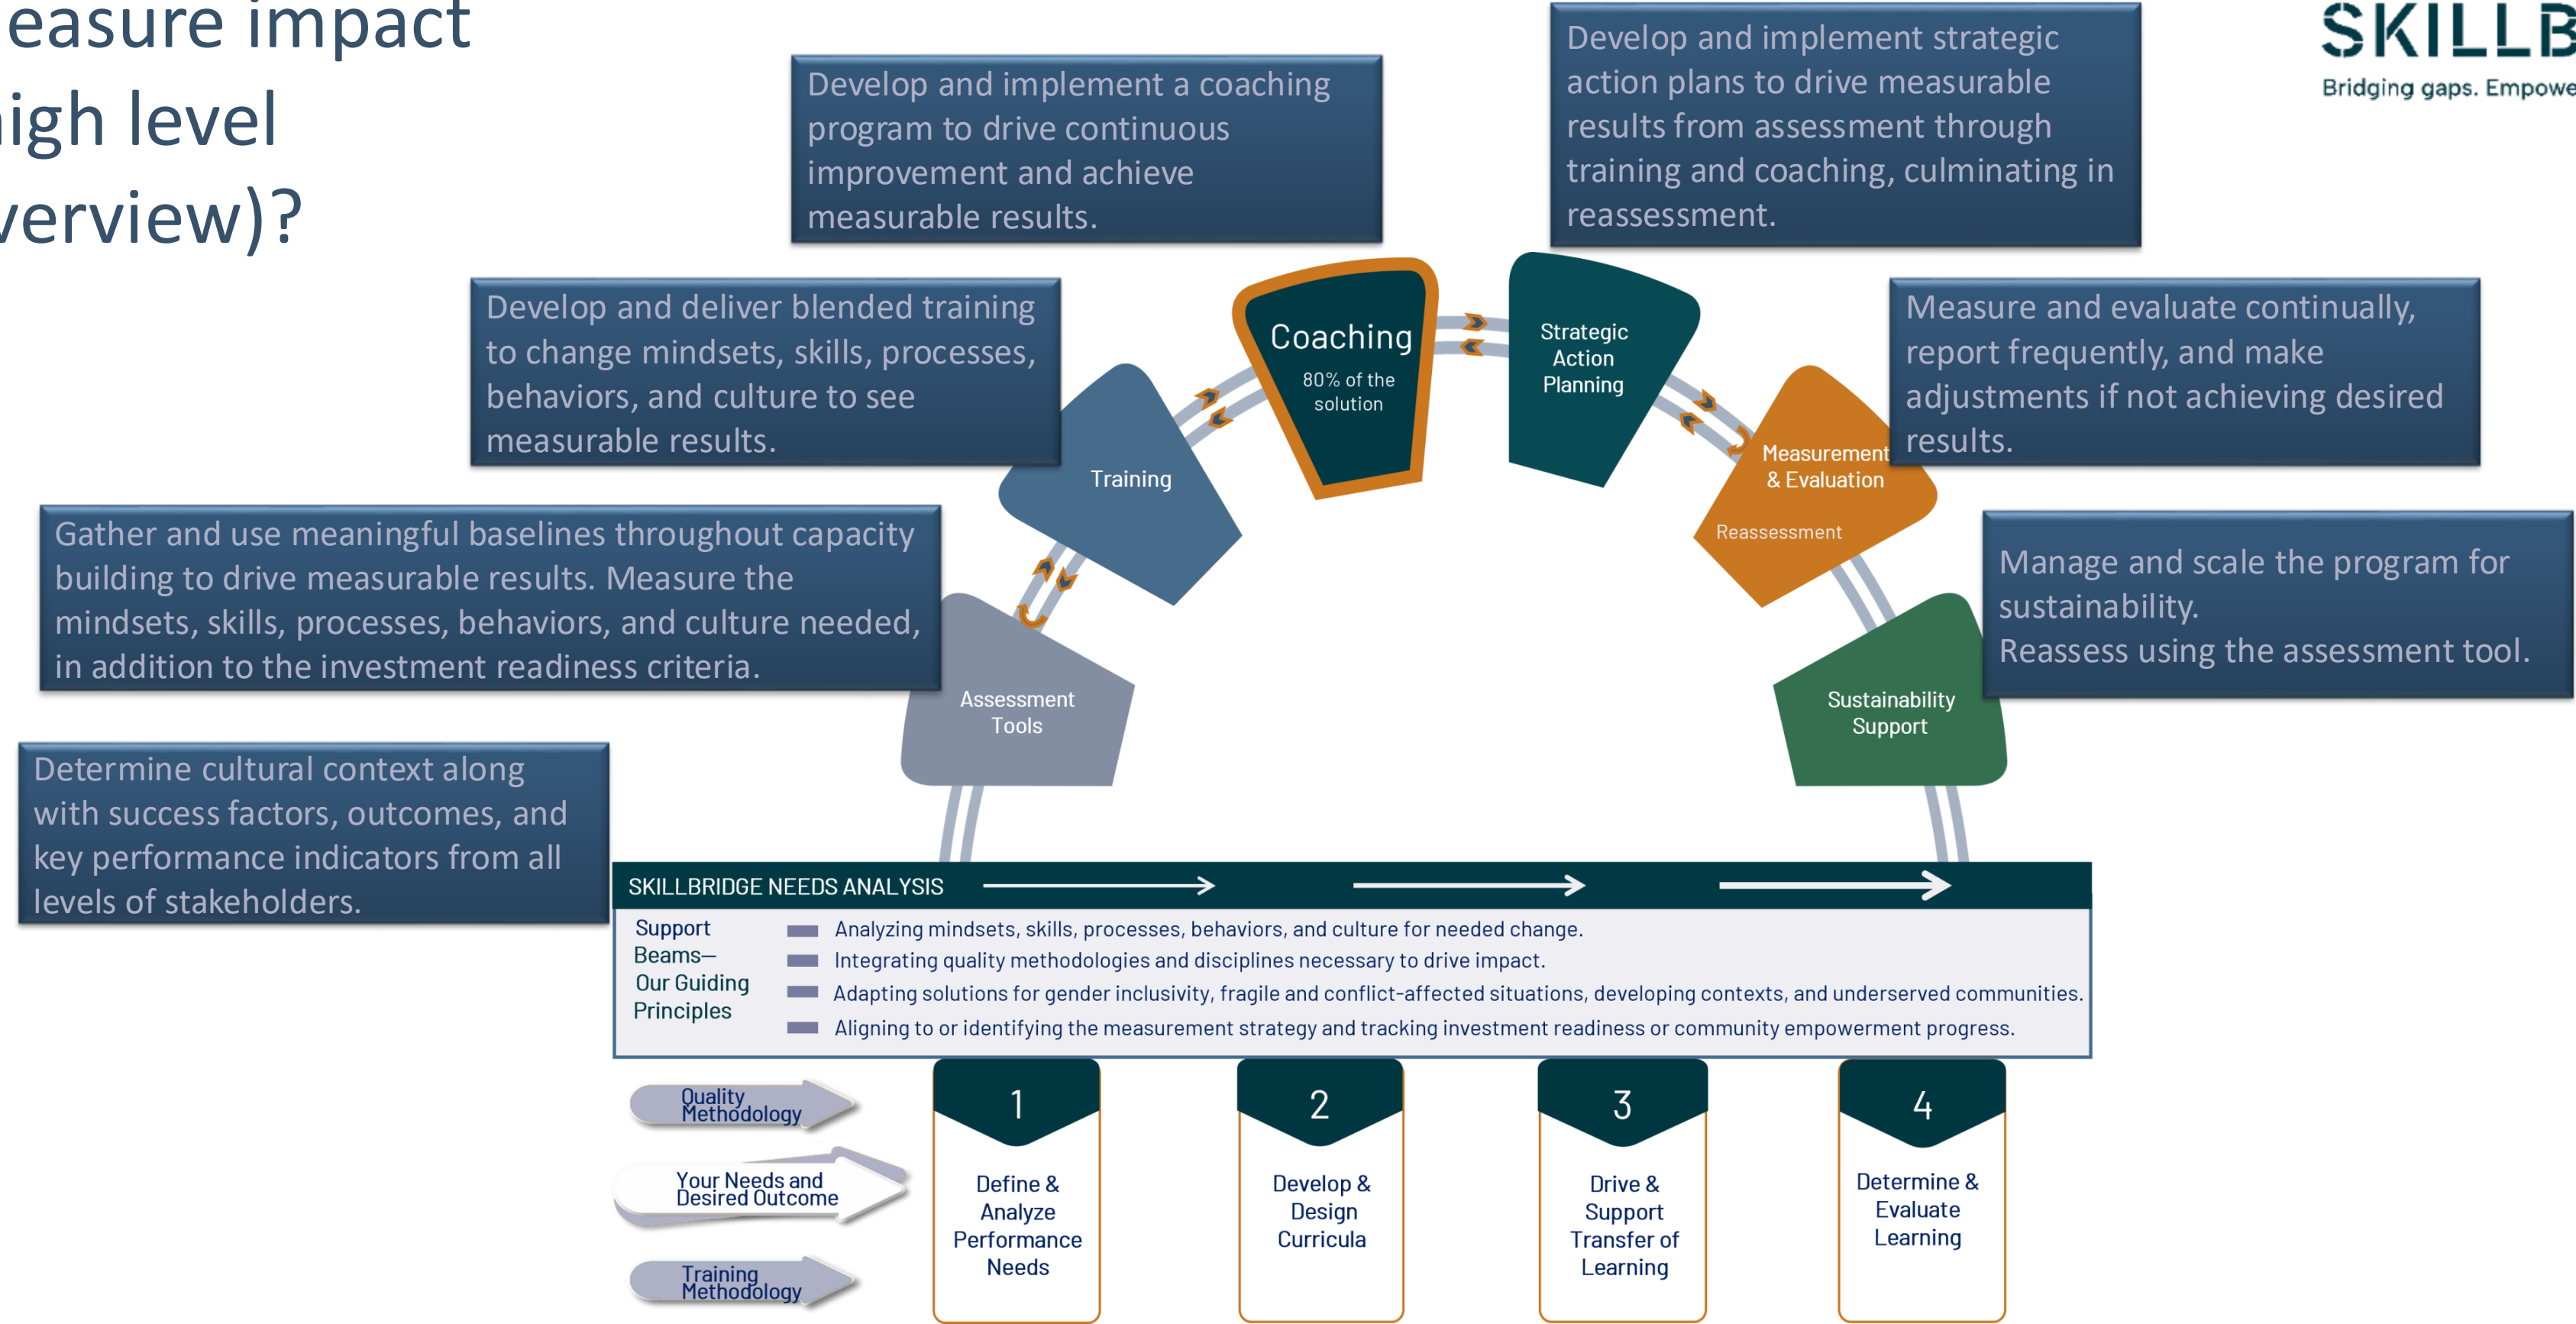 easure impact
high level
verview)?
SKILLB
Bridging gaps. Empowe
Develop and implement a coaching
program to drive continuous
improvement and achieve
measurable results.
Develop and implement strategic
action plans to drive measurable
results from assessment through
training and coaching, culminating in
reassessment.
Develop and deliver blended training
to change mindsets, skills, processes,
behaviors, and culture to see
measurable results.
Measure and evaluate continually,
report frequently, and make
adjustments if not achieving desired
results.
Gather and use meaningful baselines throughout capacity
building to drive measurable results. Measure the
mindsets, skills, processes, behaviors, and culture needed,
in addition to the investment readiness criteria.
Manage and scale the program for
sustainability.
Reassess using the assessment tool.
Determine cultural context along
with success factors, outcomes, and
key performance indicators from all
levels of stakeholders.
Assessment
Tools
Training
Coaching
80% of the
solution
Strategic
Action
Planning
Measurement
& Evaluation
Reassessment
Sustainability
Support
SKILLBRIDGE NEEDS ANALYSIS
Support
Beams—
Our Guiding
Principles
Analyzing mindsets, skills, processes, behaviors, and culture for needed change.
Integrating quality methodologies and disciplines necessary to drive impact.
Adapting solutions for gender inclusivity, fragile and conflict-affected situations, developing contexts, and underserved communities.
Aligning to or identifying the measurement strategy and tracking investment readiness or community empowerment progress.
Quality
Methodology
Your Needs and
Desired Outcome
Training
Methodology
1
Define &
Analyze
Performance
Needs
2
Develop &
Design
Curricula
3
Drive &
Support
Transfer of
Learning
4
Determine &
Evaluate
Learning